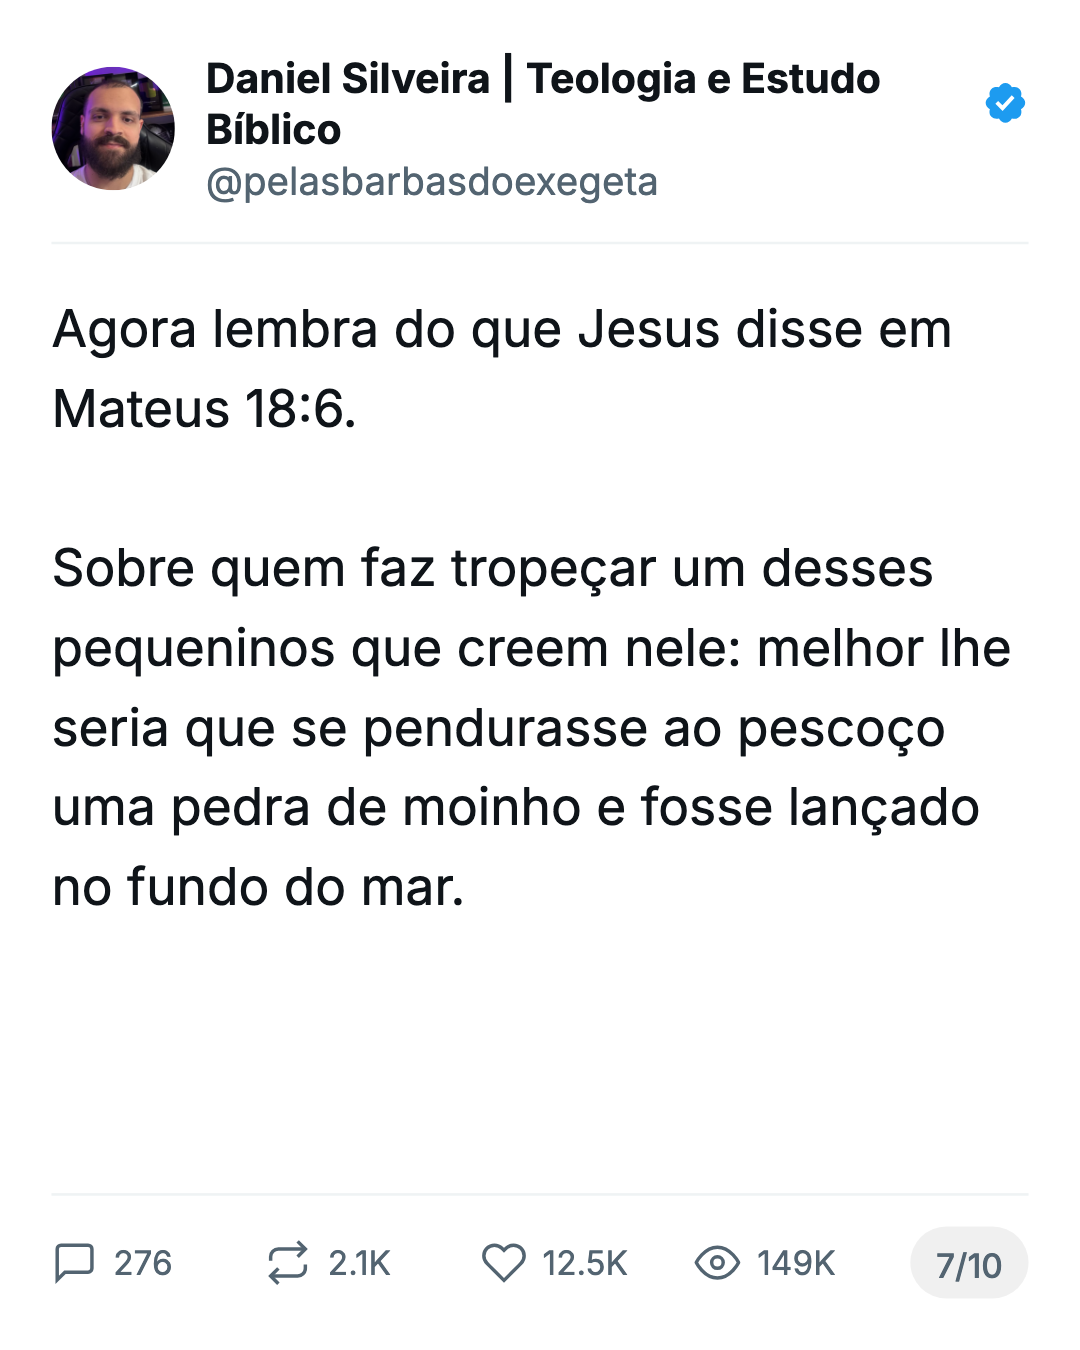 Daniel Silveira | Teologia e Estudo
Bíblico
@pelasbarbasdoexegeta
Agora lembra do que Jesus disse em
Mateus 18:6.
Sobre quem faz tropeçar um desses
pequeninos que creem nele: melhor lhe
seria que se pendurasse ao pescoço
uma pedra de moinho e fosse lançado
no fundo do mar.
276 2.1K 12.5K 149K 7/10